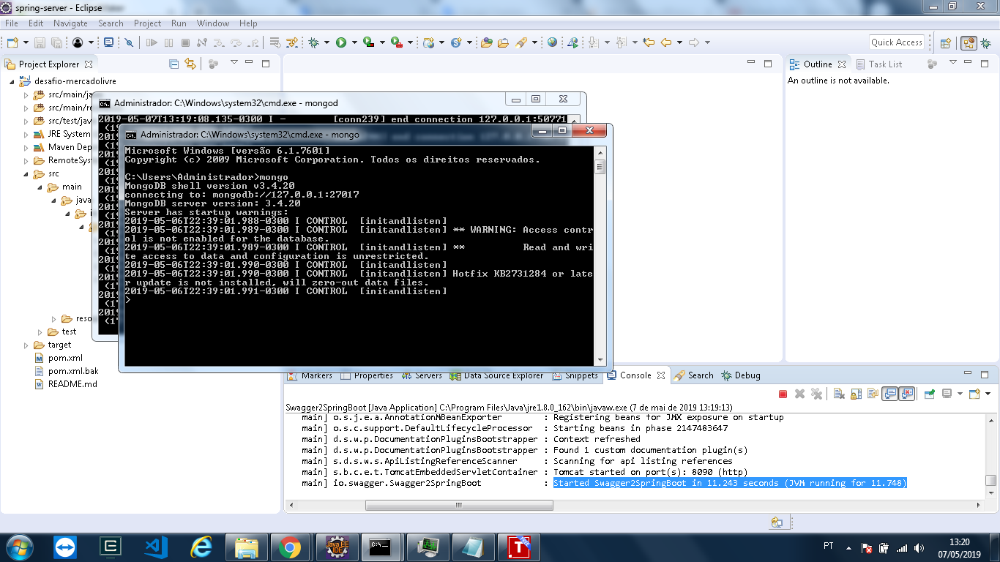 spring-server - Eclipse
File Edit Navigate Search Project Run Window Help
Quick Access
Project Explorer
desafio-mercadolivre
src/main/ja
src/main/re
src/test/jav
JRE System
Maven Dep
RemoteSys
src
main
java
i
resou
test
target
pom.xml
pom.xml.bak
README.md
Administrador: C:\Windows\system32\cmd.exe - mongod
2019-05-07T13:19:08.135-0300 I - [conn239] end connection 127.0.0.1:50771
Administrador: C:\Windows\system32\cmd.exe - mongo
Microsoft Windows [versão 6.1.7601]
Copyright (c) 2009 Microsoft Corporation. Todos os direitos reservados.
C:\Users\Administrador>mongo
MongoDB shell version v3.4.20
connecting to: mongodb://127.0.0.1:27017
MongoDB server version: 3.4.20
Server has startup warnings:
2019-05-06T22:39:01.988-0300 I CONTROL [initandlisten]
2019-05-06T22:39:01.989-0300 I CONTROL [initandlisten] ** WARNING: Access contr
ol is not enabled for the database.
2019-05-06T22:39:01.989-0300 I CONTROL [initandlisten] ** Read and wri
te access to data and configuration is unrestricted.
2019-05-06T22:39:01.990-0300 I CONTROL [initandlisten]
2019-05-06T22:39:01.990-0300 I CONTROL [initandlisten] Hotfix KB2731284 or late
r update is not installed, will zero-out data files.
2019-05-06T22:39:01.991-0300 I CONTROL [initandlisten]
>
Outline Task List
An outline is not available.
Markers Properties Servers Data Source Explorer Snippets Console Search Debug
Swagger2SpringBoot [Java Application] C:\Program Files\Java\jre1.8.0_162\bin\javaw.exe (7 de mai de 2019 13:19:13)
main] o.s.j.e.a.AnnotationMBeanExporter : Registering beans for JMX exposure on startup
main] o.s.c.support.DefaultLifecycleProcessor : Starting beans in phase 2147483647
main] d.s.w.p.DocumentationPluginsBootstrapper : Context refreshed
main] d.s.w.p.DocumentationPluginsBootstrapper : Found 1 custom documentation plugin(s)
main] s.d.s.w.s.ApiListingReferenceScanner : Scanning for api listing references
main] s.b.c.e.t.TomcatEmbeddedServletContainer : Tomcat started on port(s): 8090 (http)
main] io.swagger.Swagger2SpringBoot : Started Swagger2SpringBoot in 11.243 seconds (JVM running for 11.748)
PT
13:20
07/05/2019